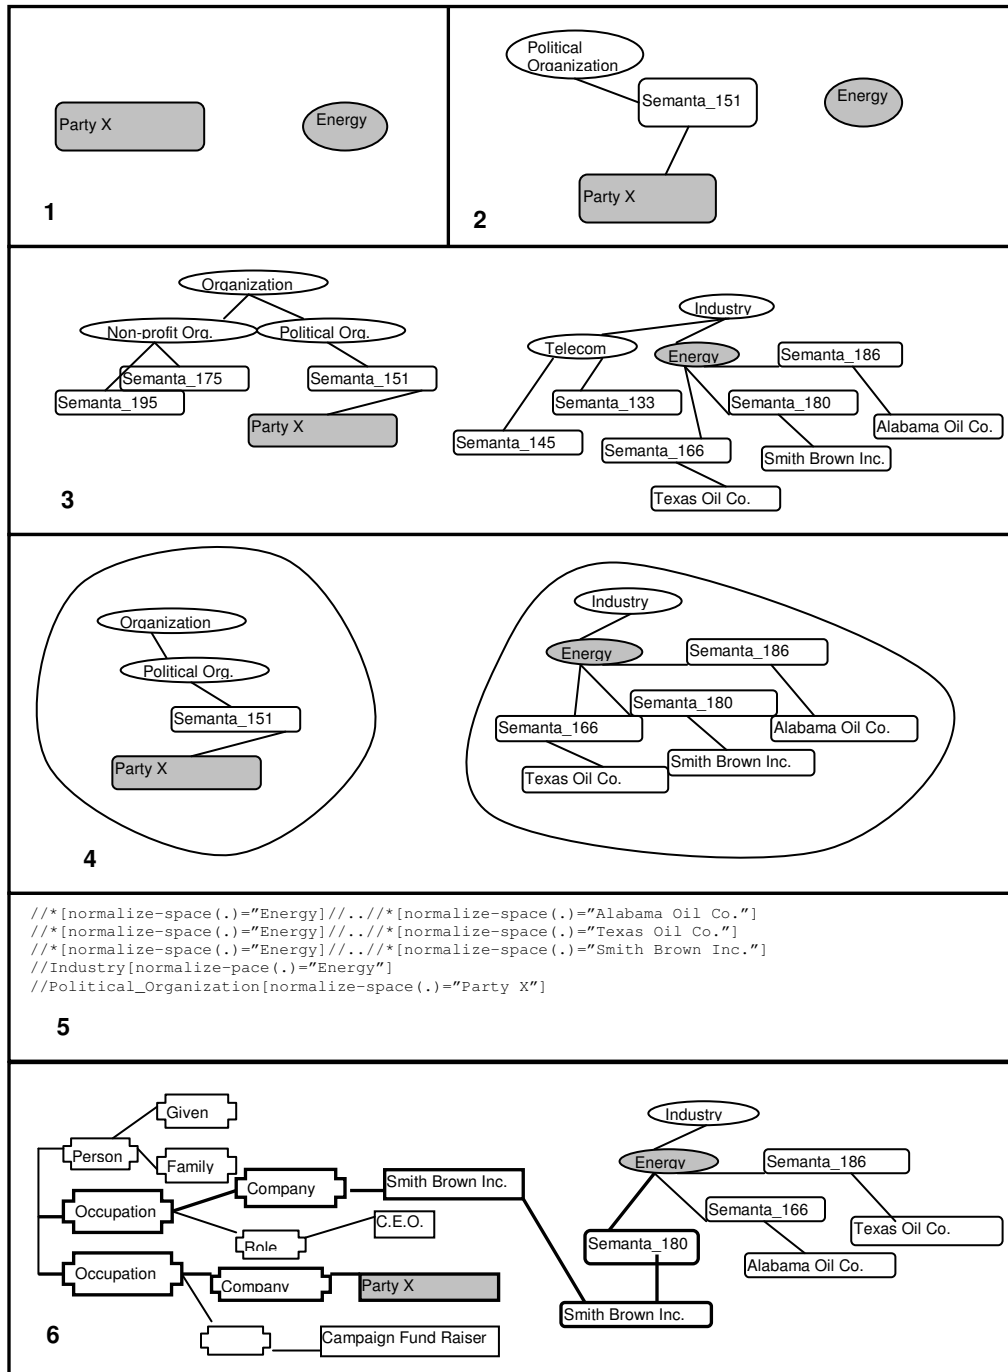 Party X
Energy
1
Political
Organization
Semanta_151
Energy
Party X
2
Organization
Non-profit Org.
Political Org.
Semanta_175
Semanta_151
Semanta_195
Party X
Industry
Telecom
Energy
Semanta_186
Semanta_133
Semanta_180
Alabama Oil Co.
Semanta_145
Semanta_166
Smith Brown Inc.
Texas Oil Co.
3
Organization
Political Org.
Semanta_151
Party X
Industry
Energy
Semanta_186
Semanta_180
Semanta_166
Alabama Oil Co.
Smith Brown Inc.
Texas Oil Co.
4
//*[normalize-space(.)=”Energy]//..//*[normalize-space(.)=”Alabama Oil Co.”]
//*[normalize-space(.)=”Energy]//..//*[normalize-space(.)=”Texas Oil Co.”]
//*[normalize-space(.)=”Energy]//..//*[normalize-space(.)=”Smith Brown Inc.”]
//Industry[normalize-pace(.)=”Energy”]
//Political_Organization[normalize-space(.)=”Party X”]
5
Given
Person
Family
Company
Smith Brown Inc.
Occupation
C.E.O.
Role
Occupation
Company
Party X
Campaign Fund Raiser
Industry
Energy
Semanta_186
Semanta_166
Texas Oil Co.
Semanta_180
Alabama Oil Co.
Smith Brown Inc.
6